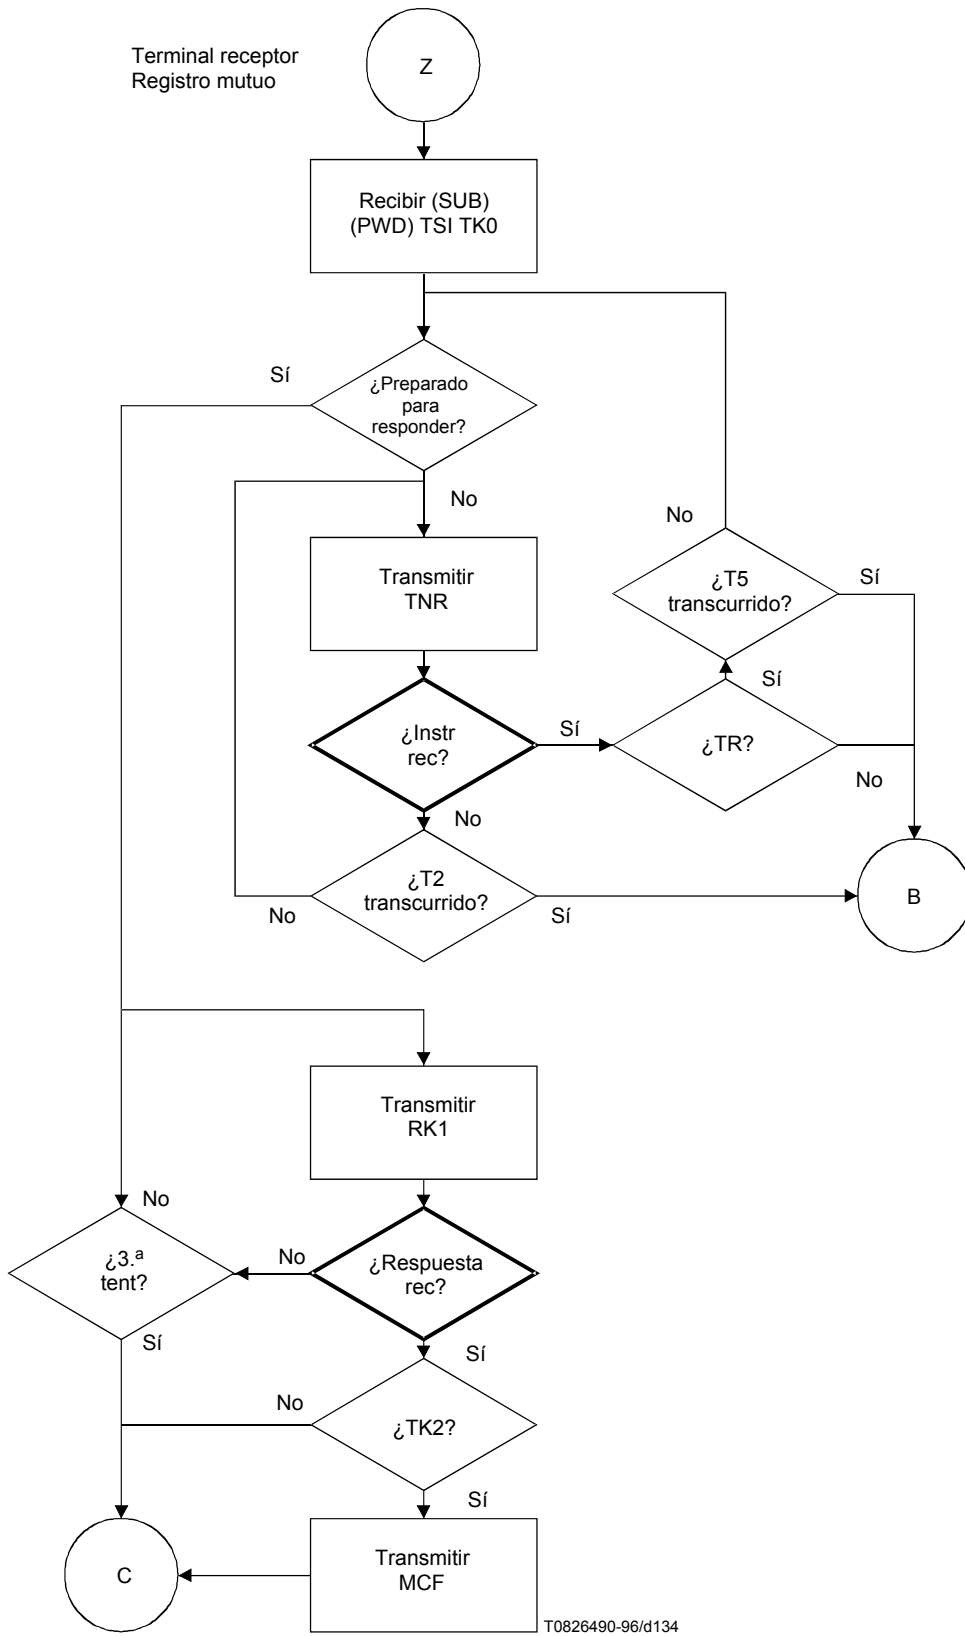 Terminal receptor
Registro mutuo
Z
Recibir (SUB)
(PWD) TSI TK0
Sí
¿Preparado
para
responder?
No
No
Transmitir
TNR
¿T5
transcurrido?
Sí
Sí
¿Instr
rec?
Sí
¿TR?
No
No
¿T2
transcurrido?
No
Sí
B
Transmitir
RK1
No
¿3.ª
tent?
No
¿Respuesta
rec?
Sí
Sí
No
¿TK2?
Sí
C
Transmitir
MCF
T0826490-96/d134